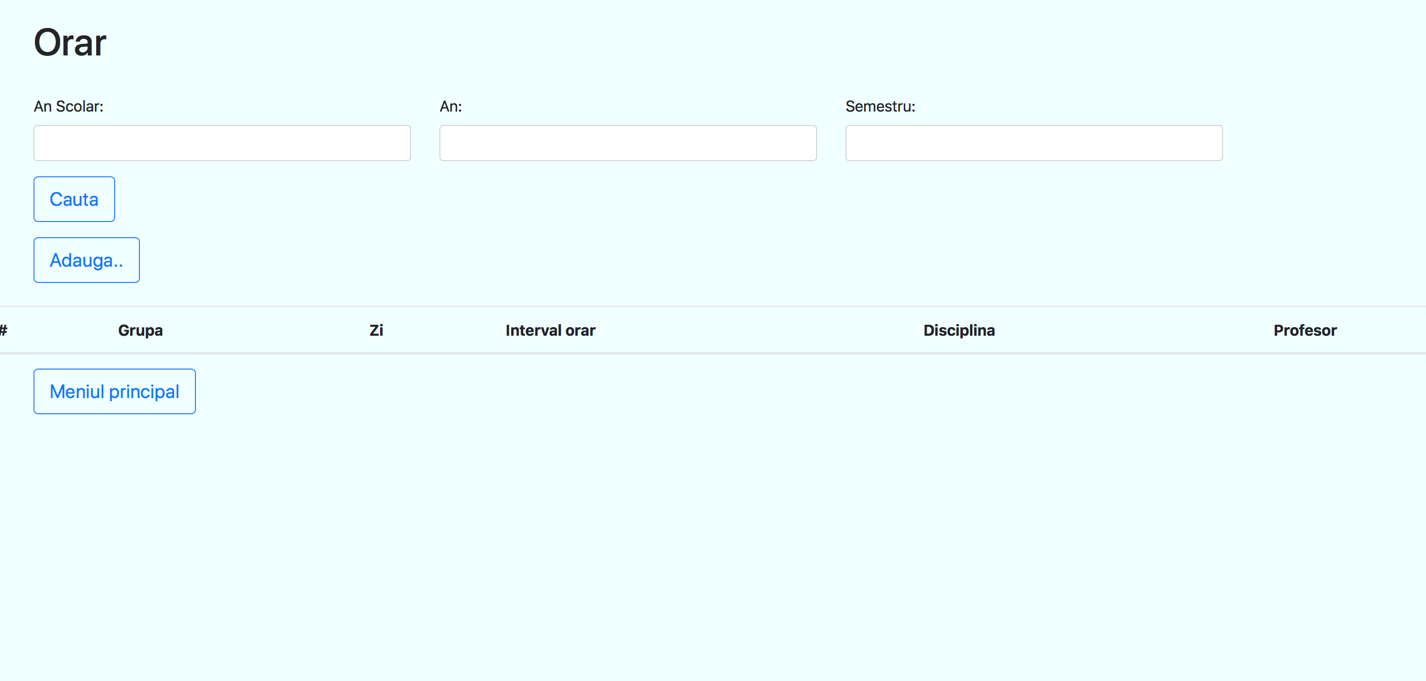 Orar
An Scolar: An: Semestru:
Cauta
Adauga..
# Grupa Zi Interval orar Disciplina Profesor
Meniul principal